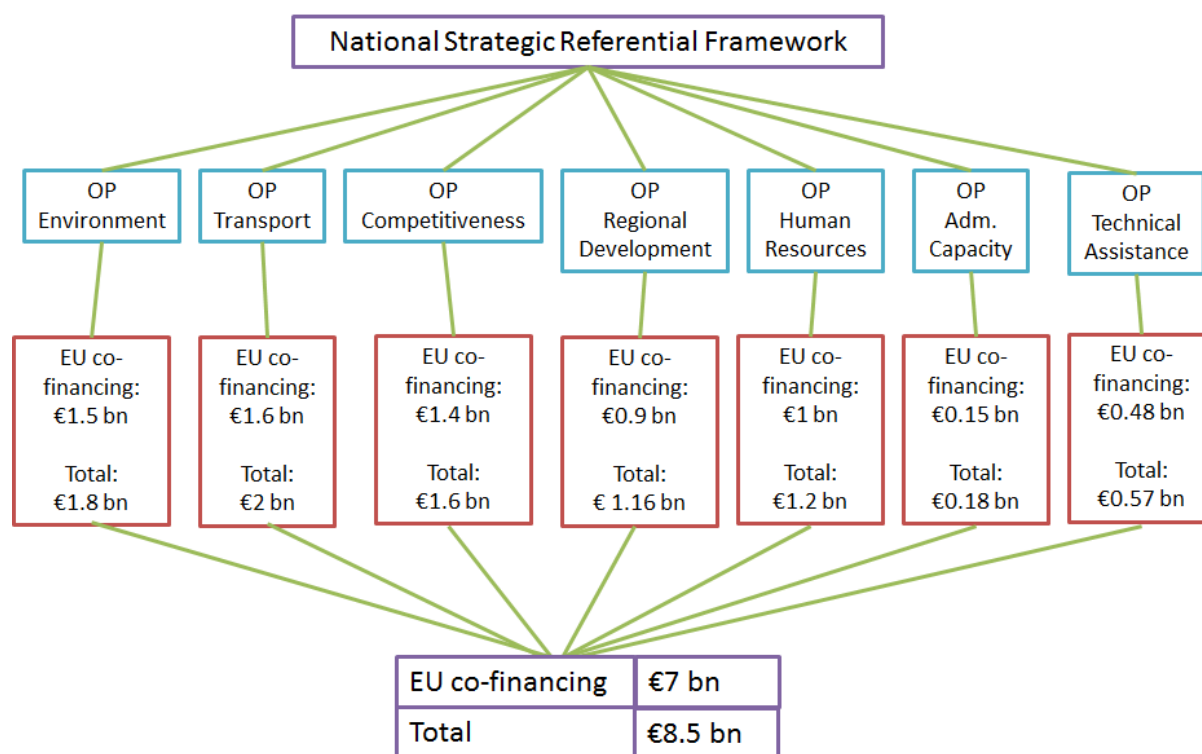 National Strategic Referential Framework
OP
Environment
OP
Transport
OP
Competitiveness
OP
Regional
Development
OP
Human
Resources
OP
Adm.
Capacity
OP
Technical
Assistance
EU co-
financing:
€1.5 bn
Total:
€1.8 bn
EU co-
financing:
€1.6 bn
Total:
€2 bn
EU co-
financing:
€1.4 bn
Total:
€1.6 bn
EU co-
financing:
€0.9 bn
Total:
€ 1.16 bn
EU co-
financing:
€1 bn
Total:
€1.2 bn
EU co-
financing:
€0.15 bn
Total:
€0.18 bn
EU co-
financing:
€0.48 bn
Total:
€0.57 bn
EU co-financing €7 bn
Total €8.5 bn